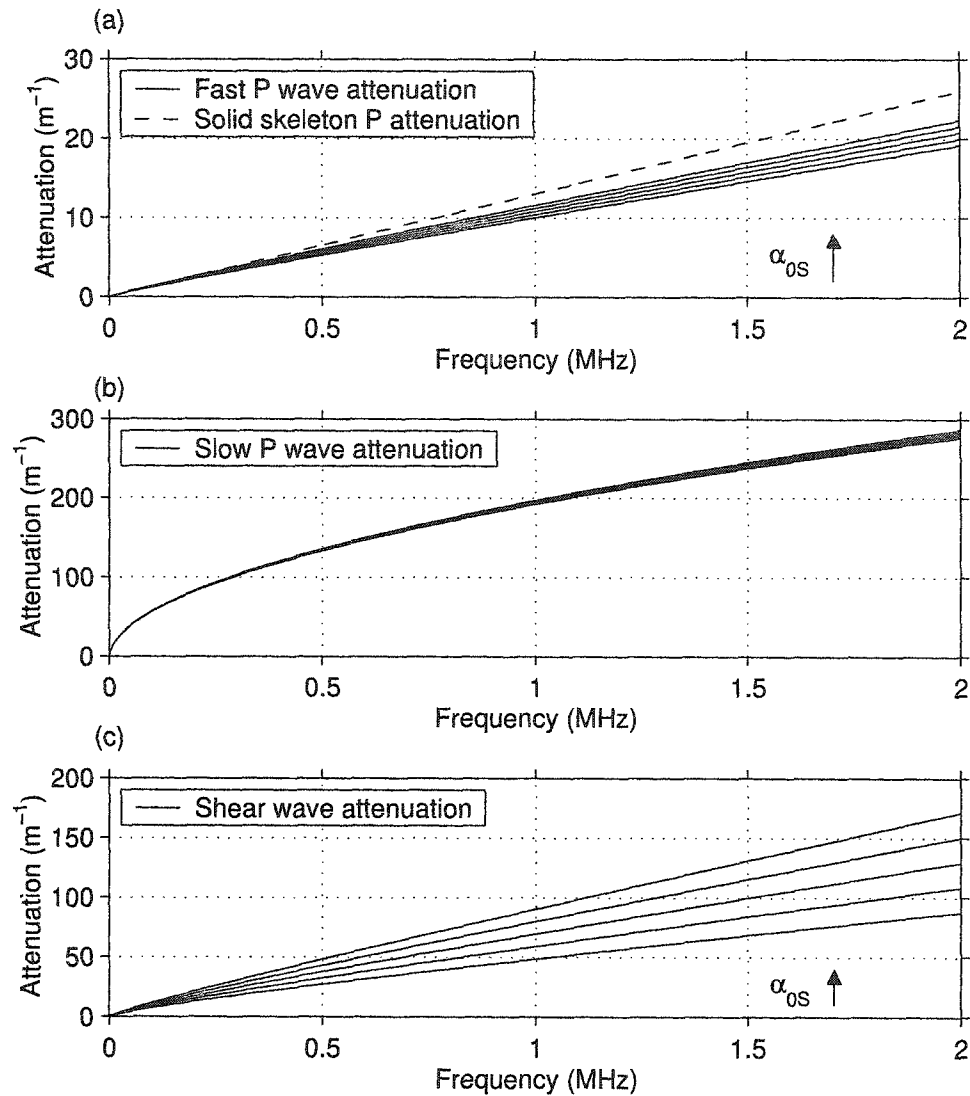 (a)
30
20
10
0
Attenuation (m⁻¹)
Fast P wave attenuation
Solid skeleton P attenuation
α0S
0 0.5 1 1.5 2
Frequency (MHz)
(b)
300
200
100
0
Attenuation (m⁻¹)
Slow P wave attenuation
0 0.5 1 1.5 2
Frequency (MHz)
(c)
200
150
100
50
0
Attenuation (m⁻¹)
Shear wave attenuation
α0S
0 0.5 1 1.5 2
Frequency (MHz)